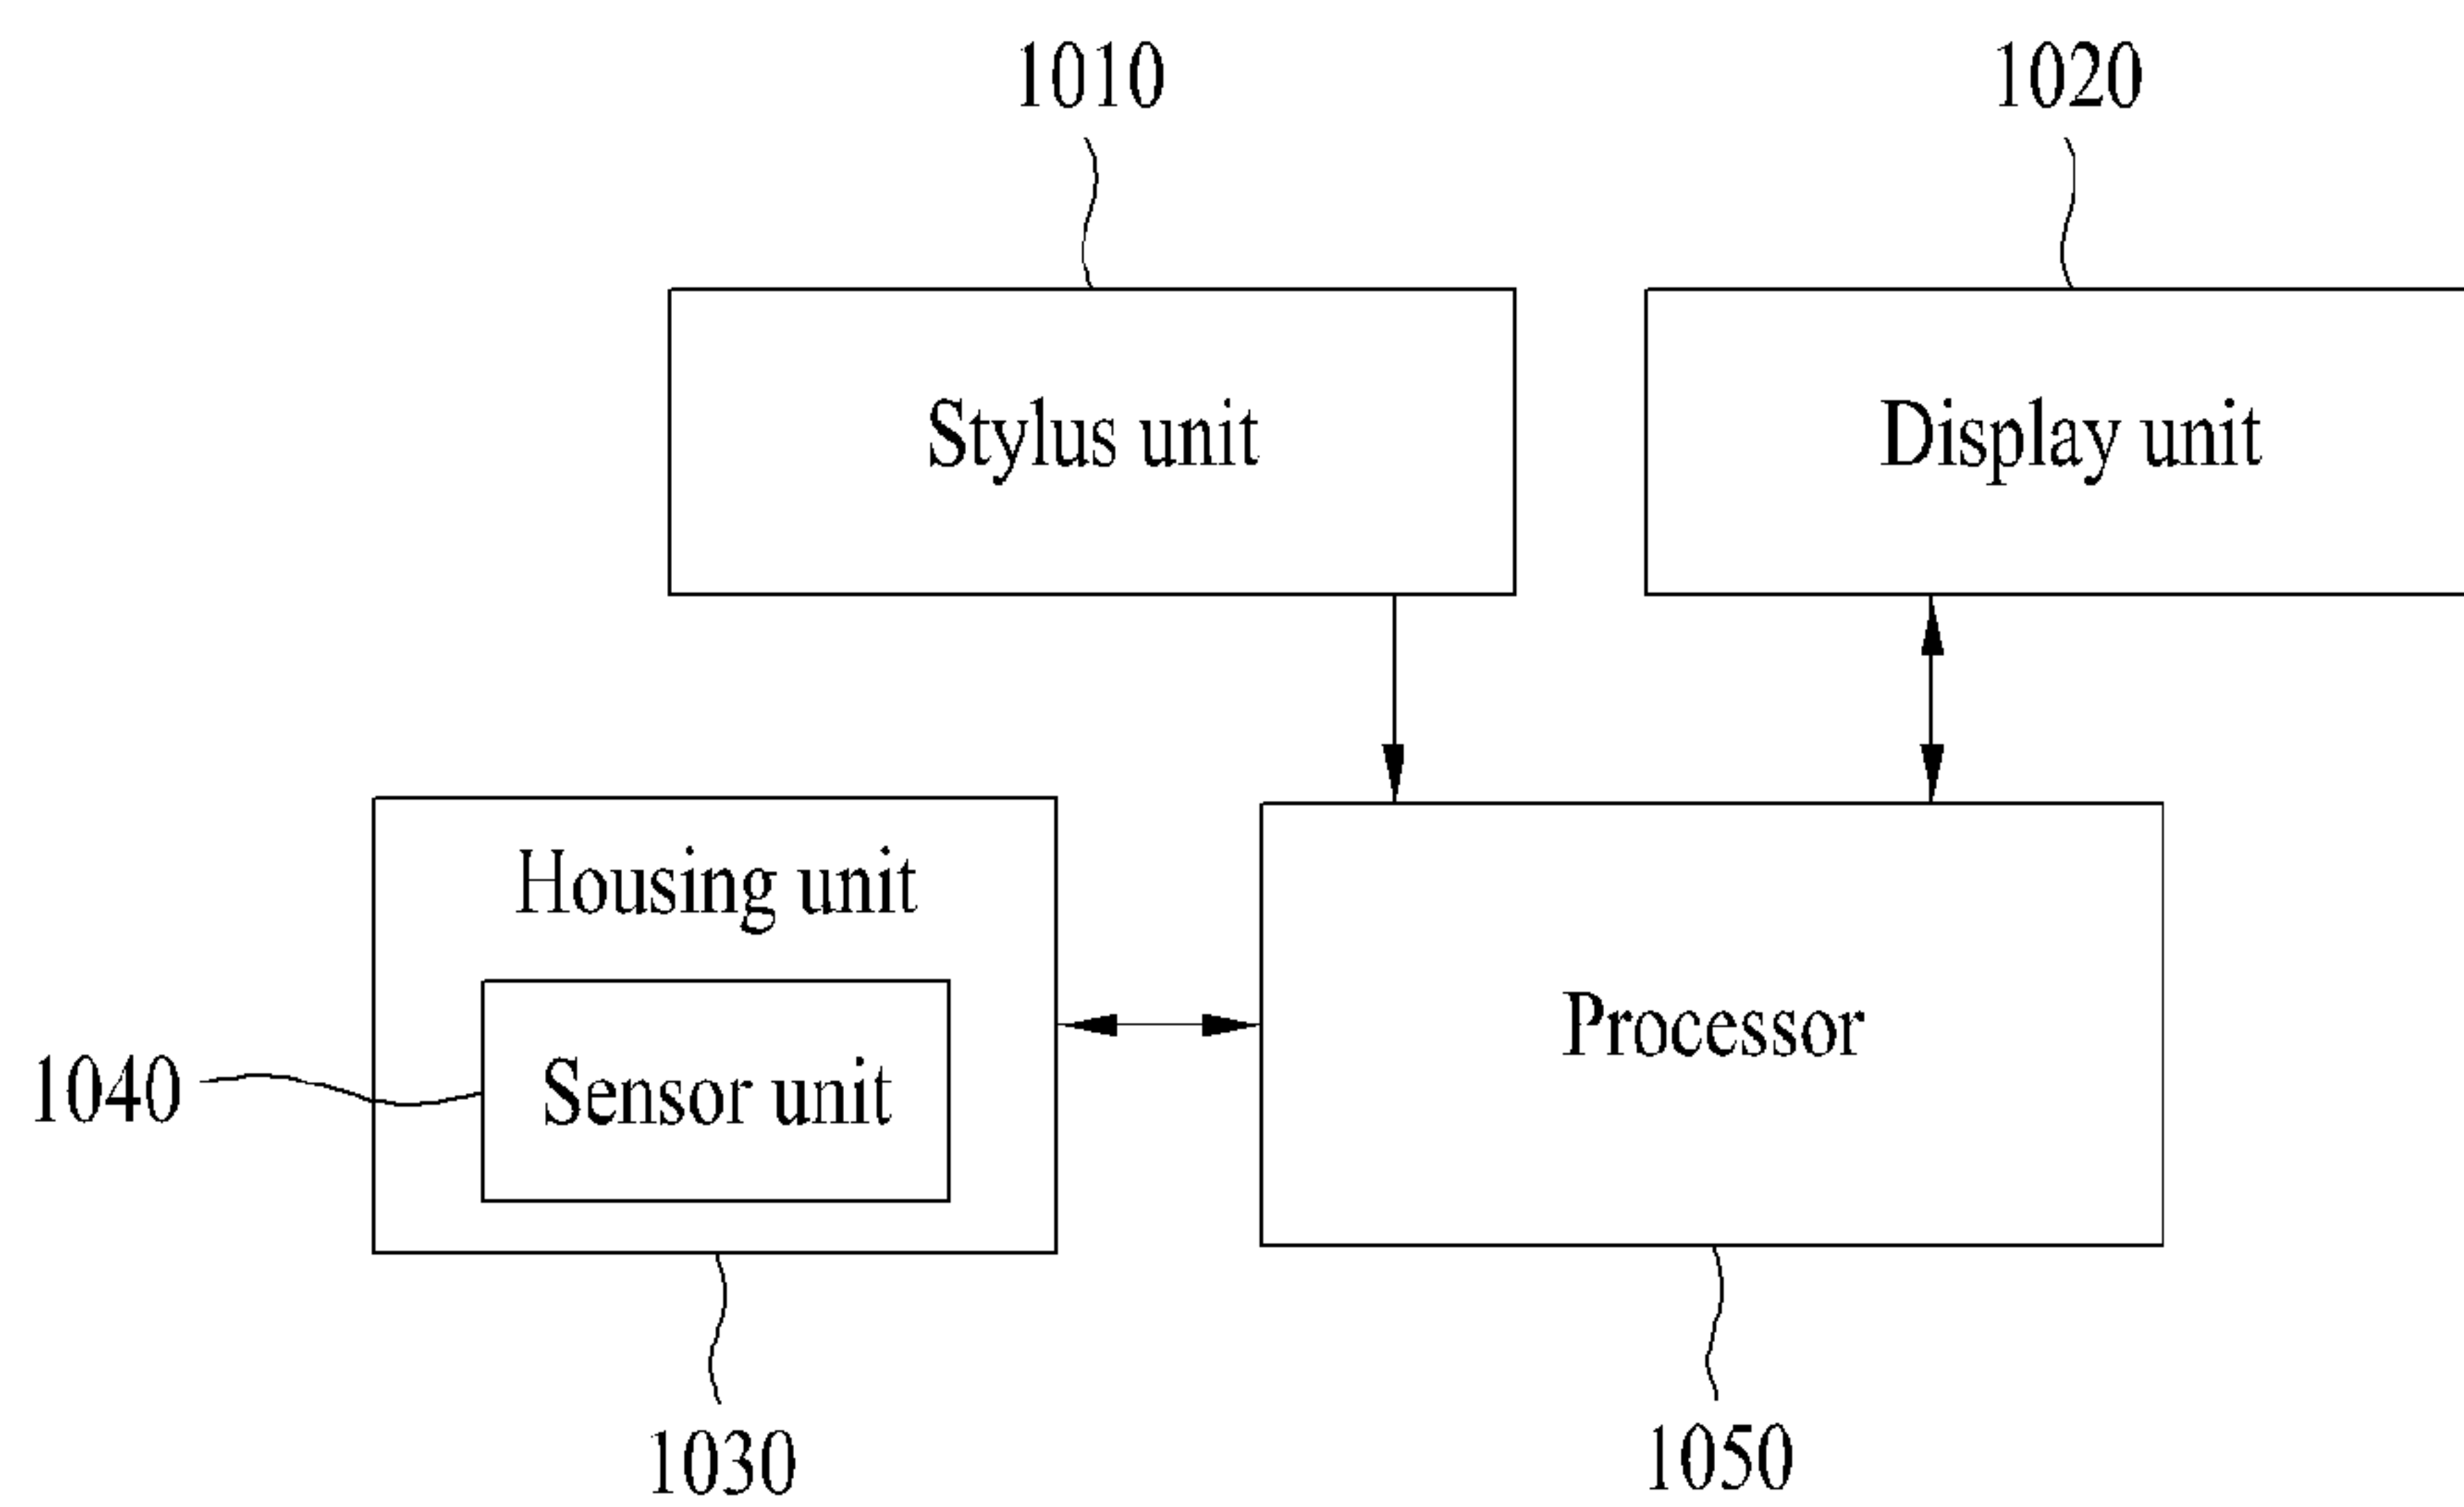 1010
1020
Stylus unit
Display unit
Housing unit
Sensor unit
Processor
1040
1030
1050